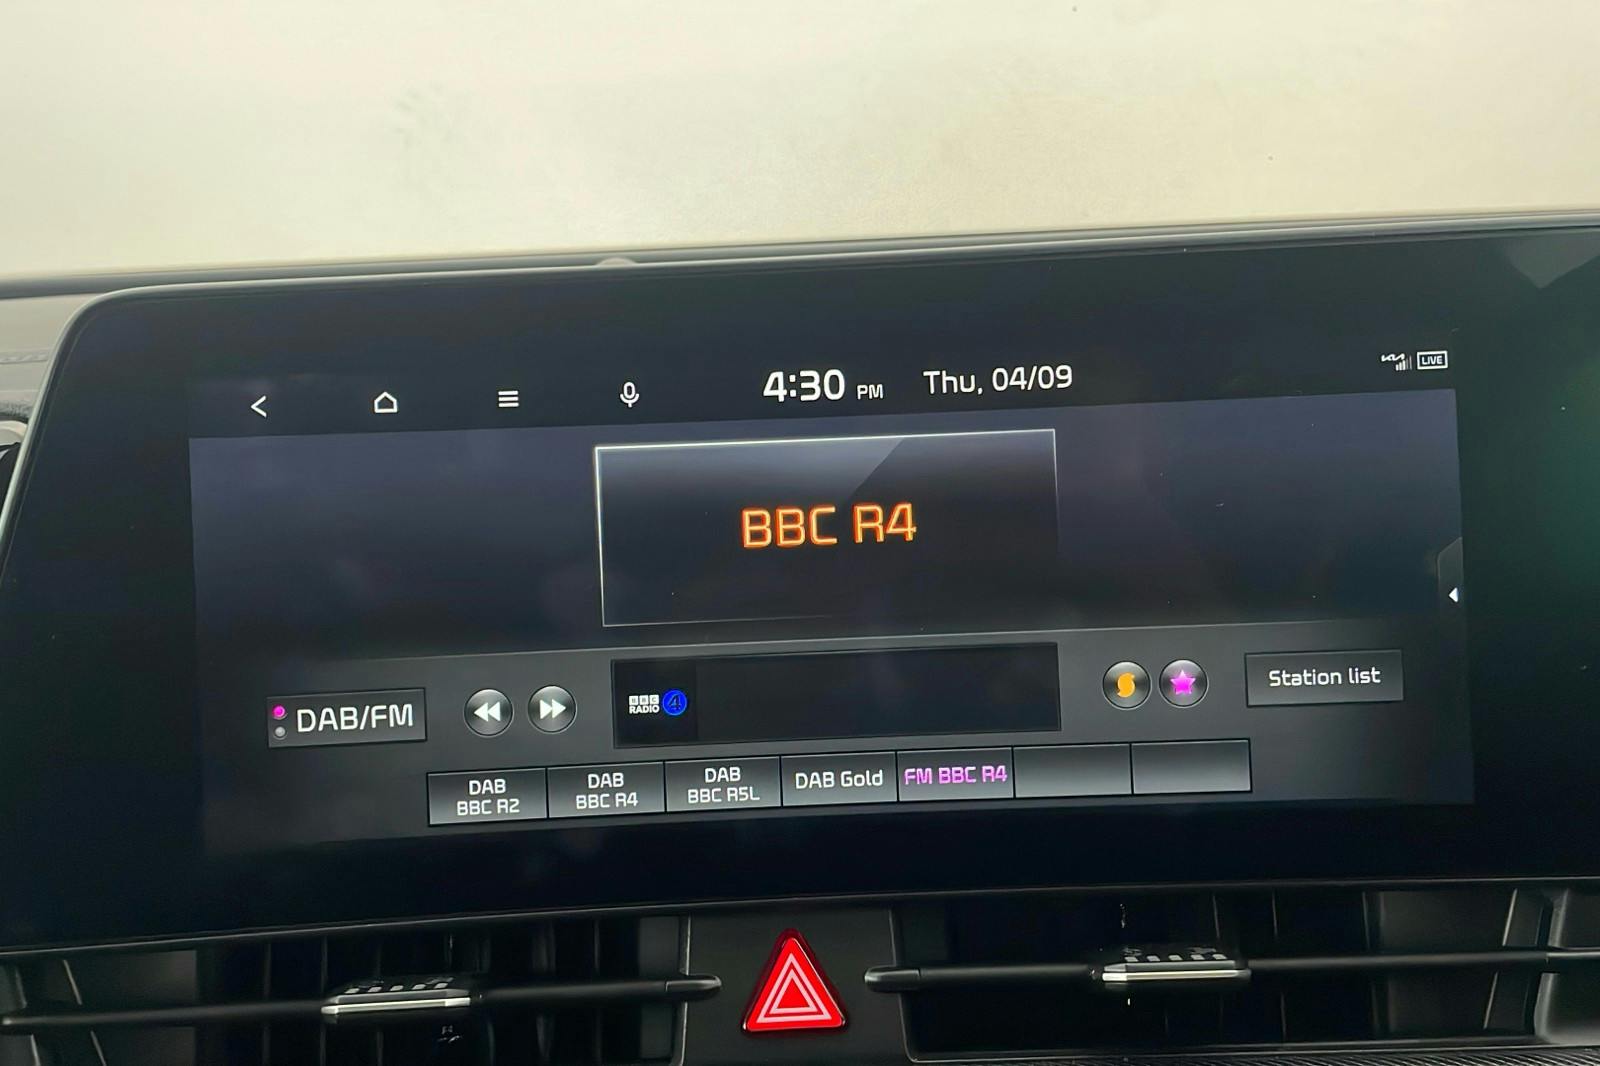 4:30 PM Thu, 04/09
KIA LIVE
BBC R4
DAB/FM
BBC
RADIO 4
Station list
DAB
BBC R2
DAB
BBC R4
DAB
BBC R5L
DAB Gold
FM BBC R4